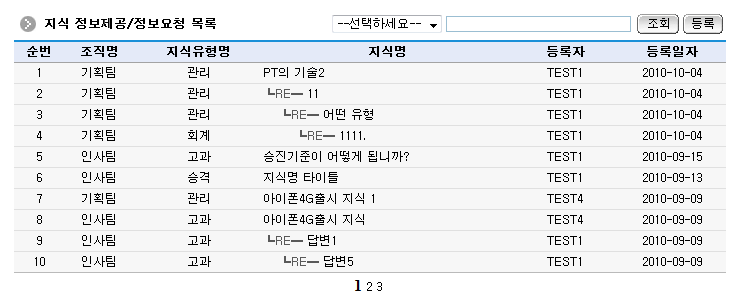 지식 정보제공/정보요청 목록 --선택하세요-- 조회 등록
순번 조직명 지식유형명 지식명 등록자 등록일자
1 기획팀 관리 PT의 기술2 TEST1 2010-10-04
2 기획팀 관리 ┗RE━ 11 TEST1 2010-10-04
3 기획팀 관리 ┗RE━ 어떤 유형 TEST1 2010-10-04
4 기획팀 회계 ┗RE━ 1111. TEST1 2010-10-04
5 인사팀 고과 승진기준이 어떻게 됩니까? TEST1 2010-09-15
6 인사팀 승격 지식명 타이틀 TEST1 2010-09-13
7 기획팀 관리 아이폰4G출시 지식 1 TEST4 2010-09-09
8 인사팀 고과 아이폰4G출시 지식 TEST4 2010-09-09
9 인사팀 고과 ┗RE━ 답변1 TEST1 2010-09-09
10 인사팀 고과 ┗RE━ 답변5 TEST1 2010-09-09
1 2 3